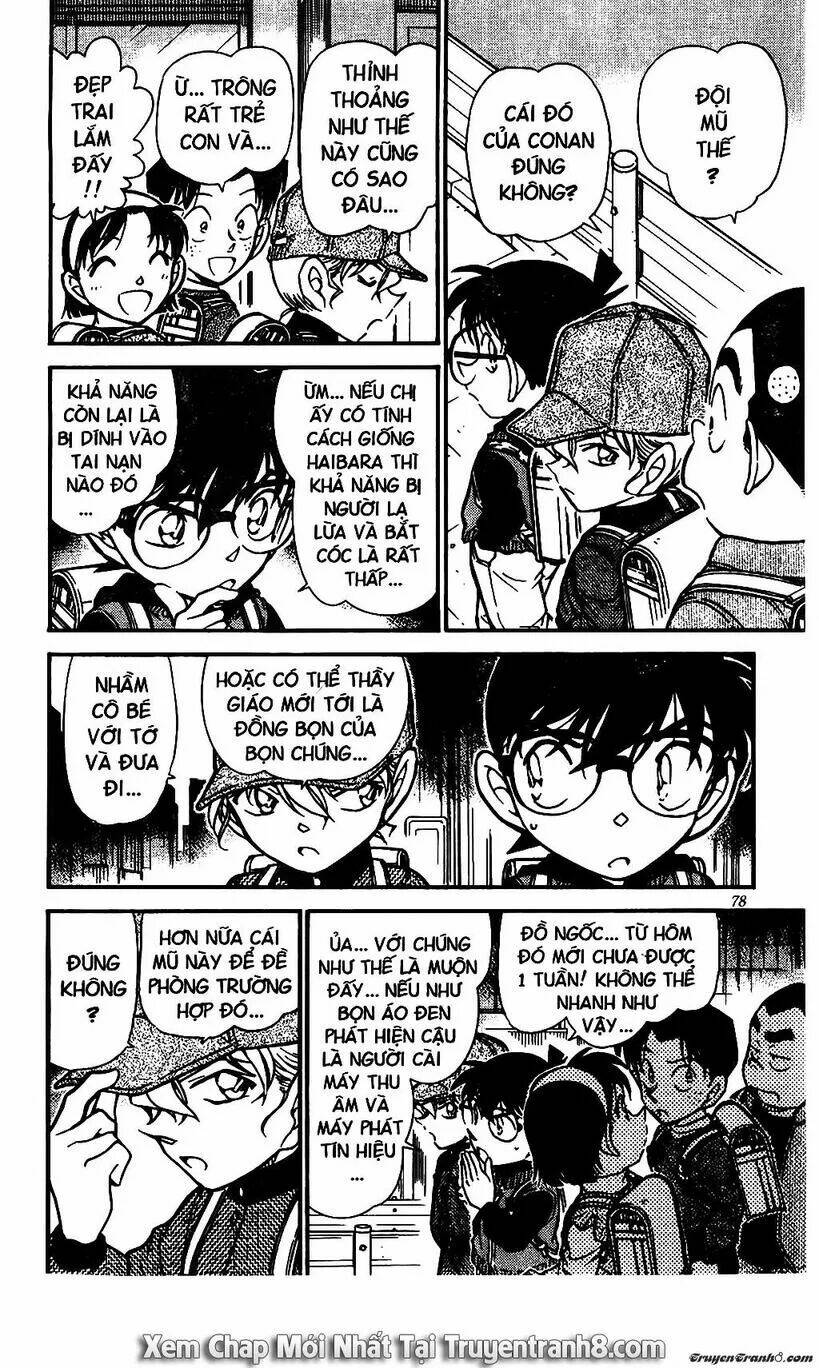 ĐỘI
MŨ
THẾ
?
CÁI ĐÓ
CỦA CONAN
ĐÚNG
KHÔNG?
THỈNH
THOẢNG
NHƯ THẾ
NÀY CŨNG
CÓ SAO
ĐÂU...
Ừ... TRÔNG
RẤT TRẺ
CON VÀ...
ĐẸP
TRAI
LẮM
ĐẤY
!!
ỪM... NẾU CHỊ
ẤY CÓ TÍNH
CÁCH GIỐNG
HAIBARA THÌ
KHẢ NĂNG BỊ
NGƯỜI LẠ
LỪA VÀ BẮT
CÓC LÀ RẤT
THẤP...
KHẢ NĂNG
CÒN LẠI LÀ
BỊ DÍNH VÀO
TAI NẠN
NÀO ĐÓ
...
HOẶC CÓ THỂ THẦY
GIÁO MỚI TỚI LÀ
ĐỒNG BỌN CỦA
BỌN CHÚNG...
NHẦM
CÔ BÉ
VỚI TỚ
VÀ ĐƯA
ĐI...
78
ĐỒ NGỐC... TỪ HÔM
ĐÓ MỚI CHƯA ĐƯỢC
1 TUẦN! KHÔNG THỂ
NHANH NHƯ
VẬY...
ỦA... VỚI CHÚNG
NHƯ THẾ LÀ MUỘN
ĐẤY... NẾU NHƯ
BỌN ÁO ĐEN
PHÁT HIỆN CẬU
LÀ NGƯỜI CÀI
MÁY THU
ÂM VÀ
MÁY PHÁT
TÍN HIỆU
...
HƠN NỮA CÁI
MŨ NÀY ĐỂ ĐỀ
PHÒNG TRƯỜNG
HỢP ĐÓ...
ĐÚNG
KHÔNG
?
Xem Chap Mới Nhất Tại Truyentranh8.com
TruyenTranh8.com